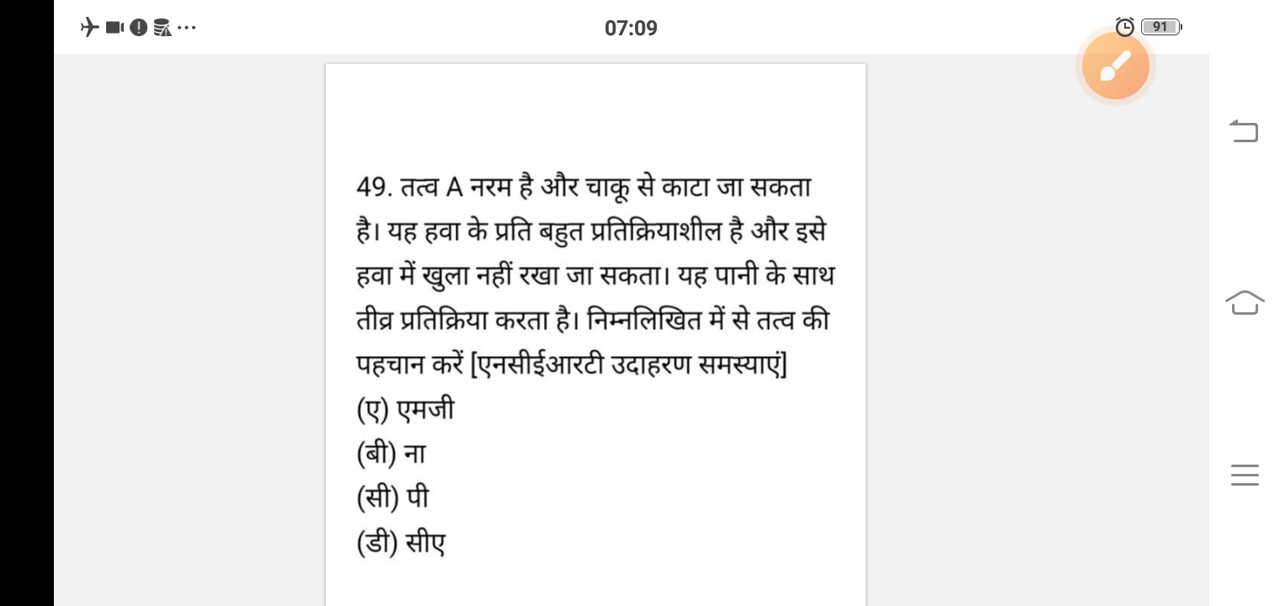 07:09
91
49. तत्व A नरम है और चाकू से काटा जा सकता
है। यह हवा के प्रति बहुत प्रतिक्रियाशील है और इसे
हवा में खुला नहीं रखा जा सकता। यह पानी के साथ
तीव्र प्रतिक्रिया करता है। निम्नलिखित में से तत्व की
पहचान करें [एनसीईआरटी उदाहरण समस्याएं]
(ए) एमजी
(बी) ना
(सी) पी
(डी) सीए